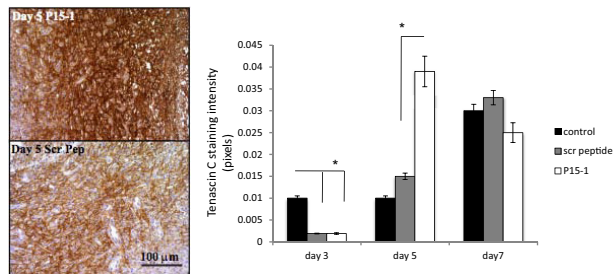 Day 5 P15-1
Day 5 Scr Pep
100 μm
Tenascin C staining intensity
(pixels)
0.045
0.04
0.035
0.03
0.025
0.02
0.015
0.01
0.005
0
*
*
day 3
day 5
day7
control
scr peptide
P15-1